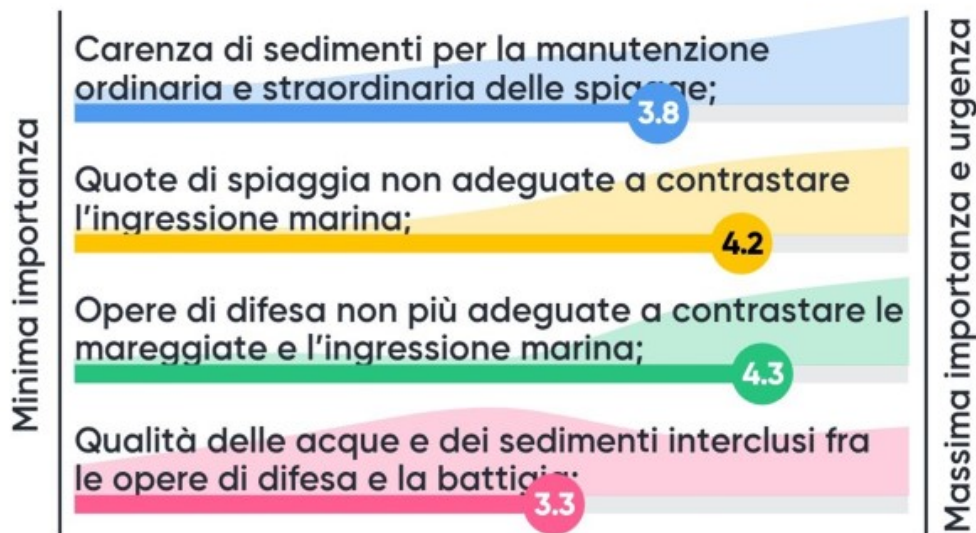 Minima importanza
Carenza di sedimenti per la manutenzione
ordinaria e straordinaria delle spiagge;
3.8
Quote di spiaggia non adeguate a contrastare
l'ingressione marina;
4.2
Opere di difesa non più adeguate a contrastare le
mareggiate e l'ingressione marina;
4.3
Qualità delle acque e dei sedimenti interclusi fra
le opere di difesa e la battigia;
3.3
Massima importanza e urgenza